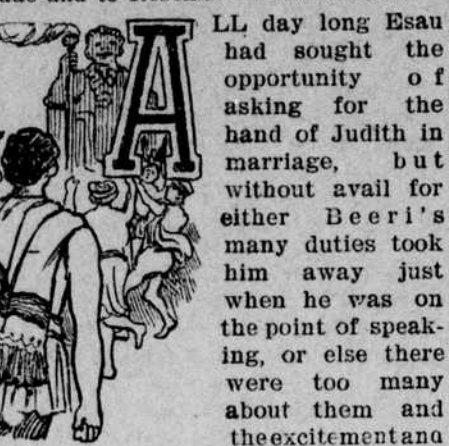 ALL day long Esau
had sought the
opportunity of
asking for the
hand of Judith in
marriage, but
without avail for
either Beeri's
many duties took
him away just
when he was on
the point of speak-
ing, or else there
were too many
about them and
the excitement and